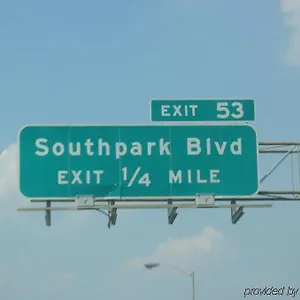 EXIT 53
Southpark Blvd
EXIT 1/4 MILE
provided by